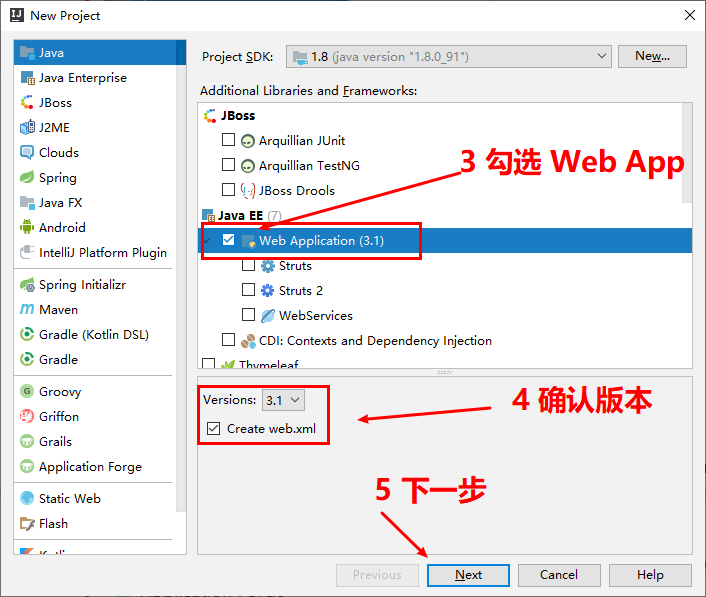 New Project
Java
Java Enterprise
JBoss
J2ME
Clouds
Spring
Java FX
Android
IntelliJ Platform Plugin
Spring Initializr
Maven
Gradle (Kotlin DSL)
Gradle
Groovy
Griffon
Grails
Application Forge
Static Web
Flash
Project SDK: 1.8 (java version "1.8.0_91") New...
Additional Libraries and Frameworks:
JBoss
Arquillian JUnit
Arquillian TestNG
JBoss Drools
Java EE (7)
Web Application (3.1)
Struts
Struts 2
WebServices
CDI: Contexts and Dependency Injection
Thymeleaf
3 勾选 Web App
Versions: 3.1
Create web.xml
4 确认版本
5 下一步
Previous Next Cancel Help